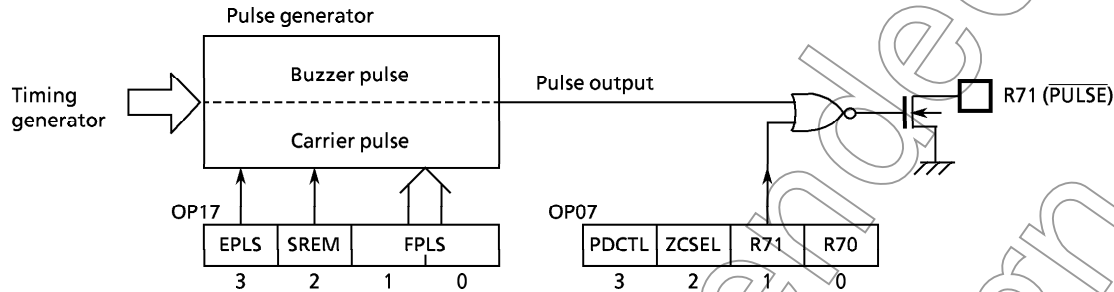 Pulse generator
Buzzer pulse
Carrier pulse
Timing
generator
Pulse output
R71 (PULSE)
OP17
EPLS SREM FPLS
3 2 1 0
OP07
PDCTL ZCSEL R71 R70
3 2 1 0